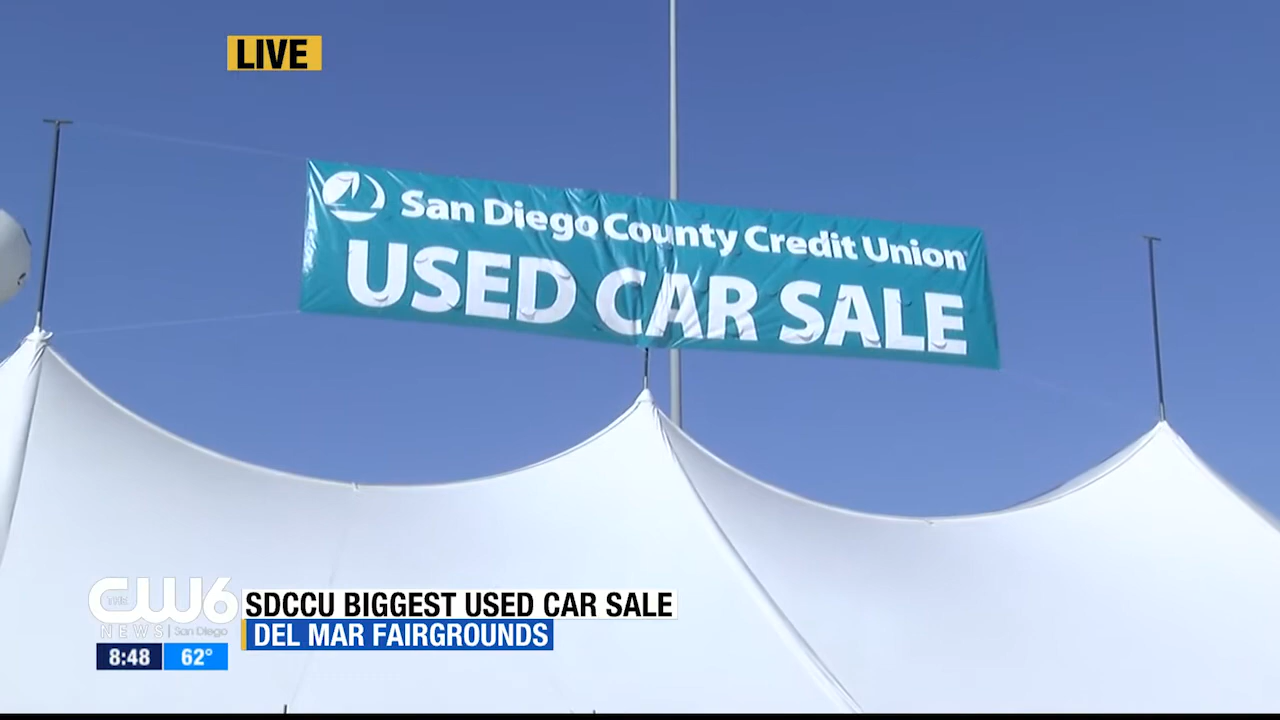 LIVE
San Diego County Credit Union
USED CAR SALE
THE CW6
NEWS | San Diego
SDCCU BIGGEST USED CAR SALE
DEL MAR FAIRGROUNDS
8:48 62°